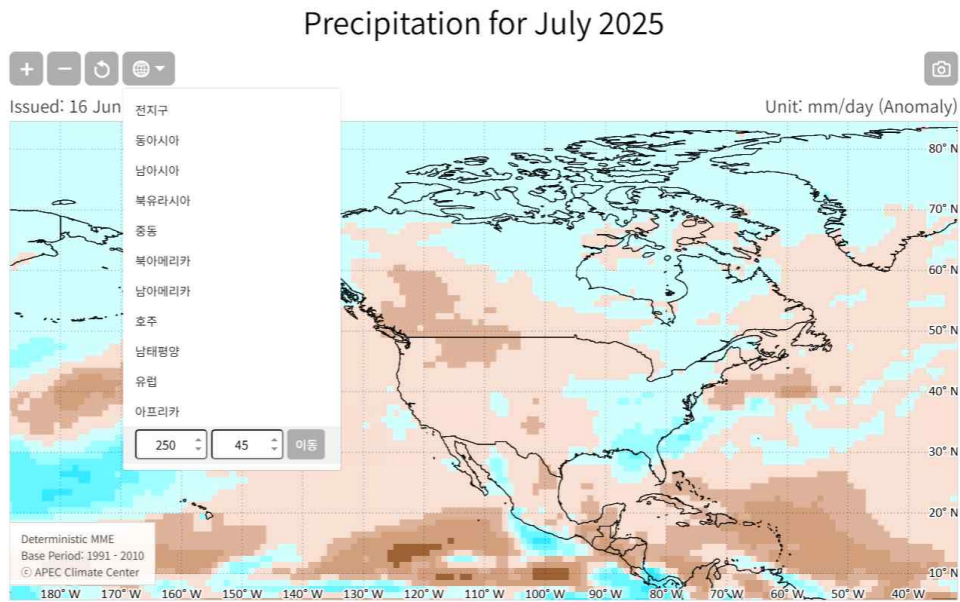 Precipitation for July 2025
Issued: 16 Jun
Unit: mm/day (Anomaly)
전지구
동아시아
남아시아
북유라시아
중동
북아메리카
남아메리카
호주
남태평양
유럽
아프리카
250 45 이동
80° N
70° N
60° N
50° N
40° N
30° N
20° N
10° N
Deterministic MME
Base Period: 1991 - 2010
ⓒ APEC Climate Center
180° W 170° W 160° W 150° W 140° W 130° W 120° W 110° W 100° W 90° W 80° W 70° W 60° W 50° W 40° W